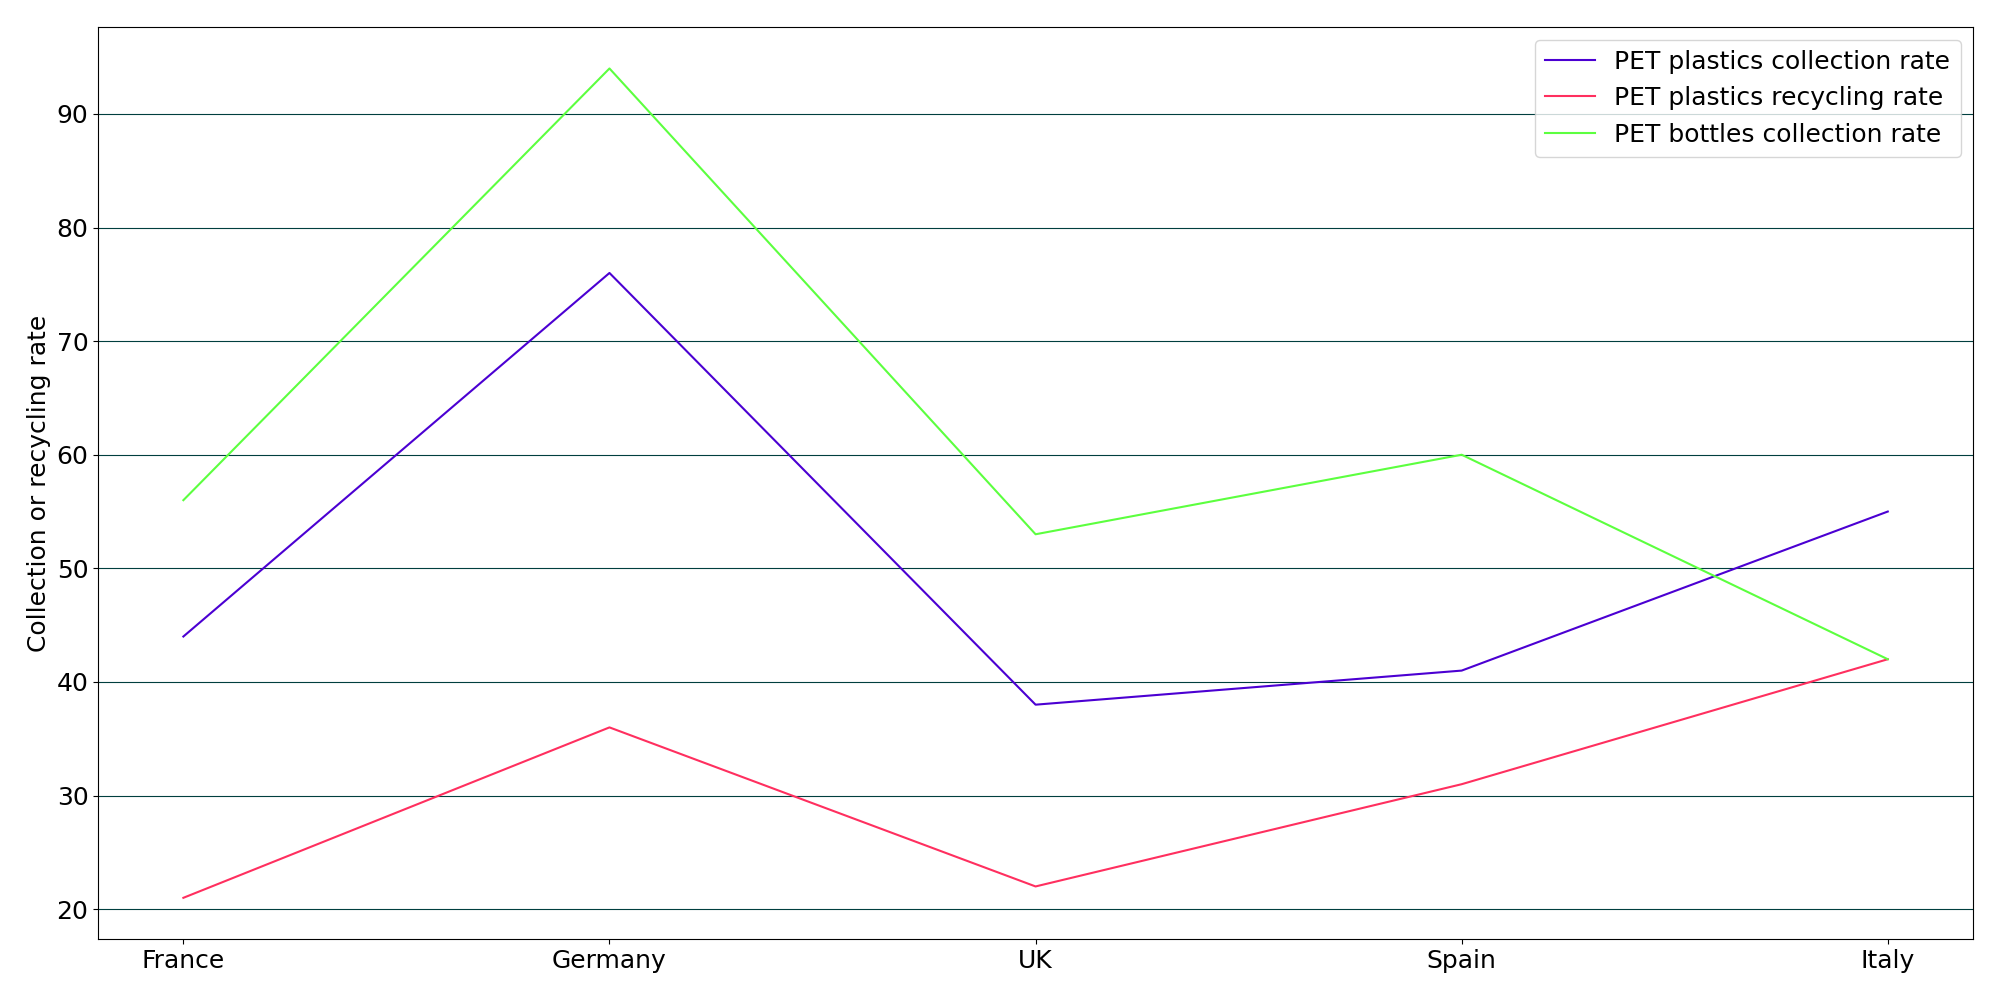 PET plastics collection rate
PET plastics recycling rate
PET bottles collection rate
Collection or recycling rate
90
80
70
60
50
40
30
20
France Germany UK Spain Italy